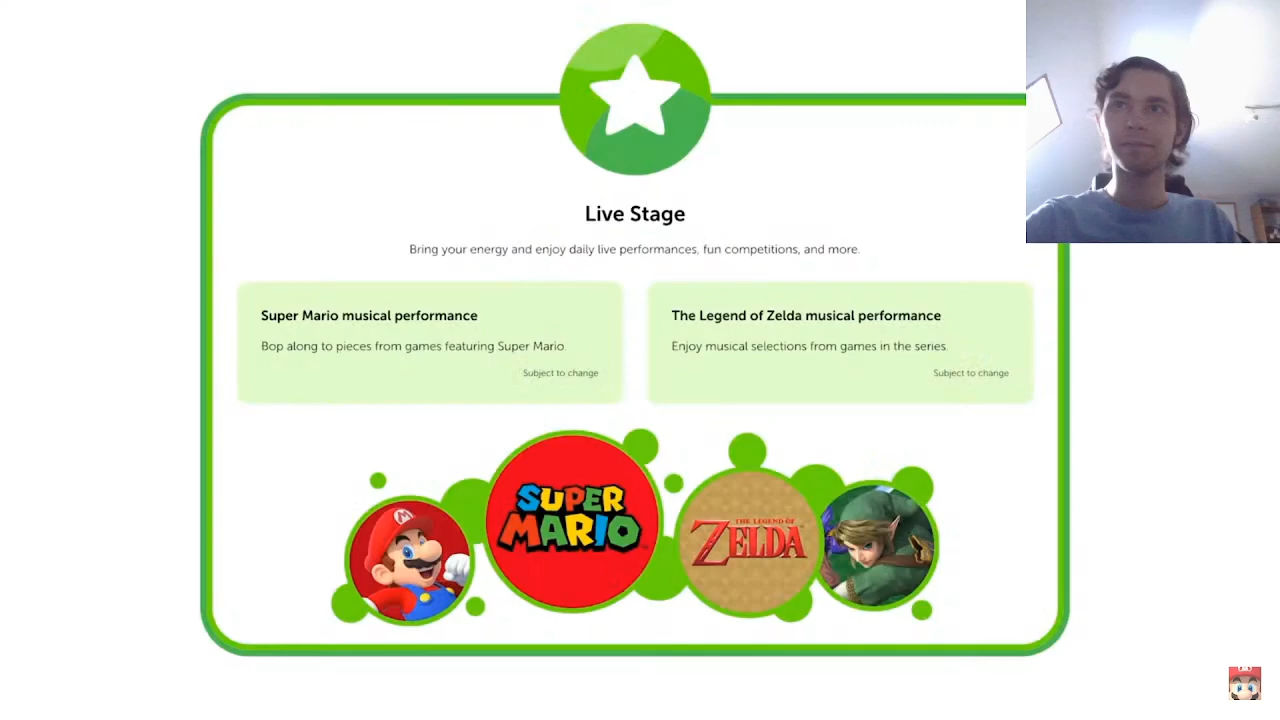 Live Stage
Bring your energy and enjoy daily live performances, fun competitions, and more.
Super Mario musical performance
Bop along to pieces from games featuring Super Mario.
Subject to change
The Legend of Zelda musical performance
Enjoy musical selections from games in the series.
Subject to change
SUPER
MARIO
THE LEGEND OF
ZELDA